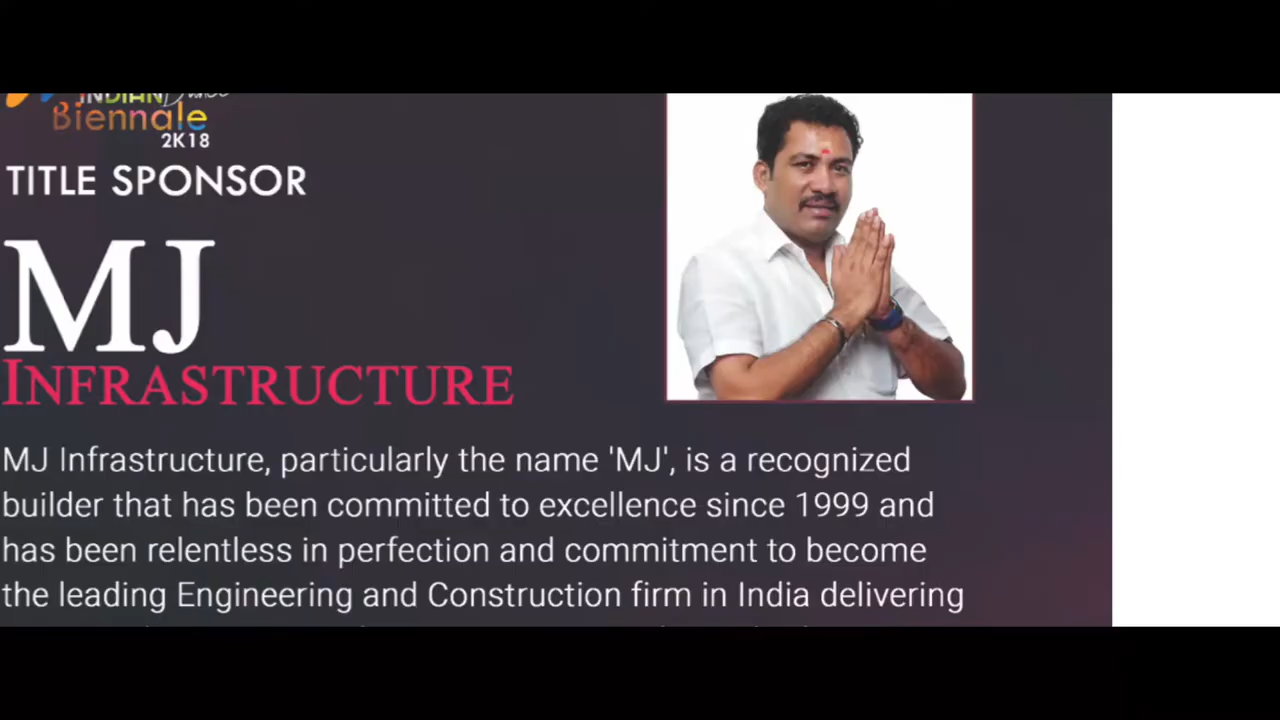 INDIAN Dance
Biennale
2K18
TITLE SPONSOR
MJ
INFRASTRUCTURE
MJ Infrastructure, particularly the name 'MJ', is a recognized
builder that has been committed to excellence since 1999 and
has been relentless in perfection and commitment to become
the leading Engineering and Construction firm in India delivering